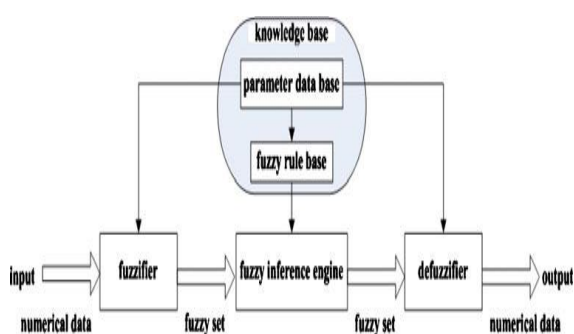 knowledge base
parameter data base
fuzzy rule base
input
fuzzifier
fuzzy inference engine
defuzzifier
output
numerical data
fuzzy set
fuzzy set
numerical data